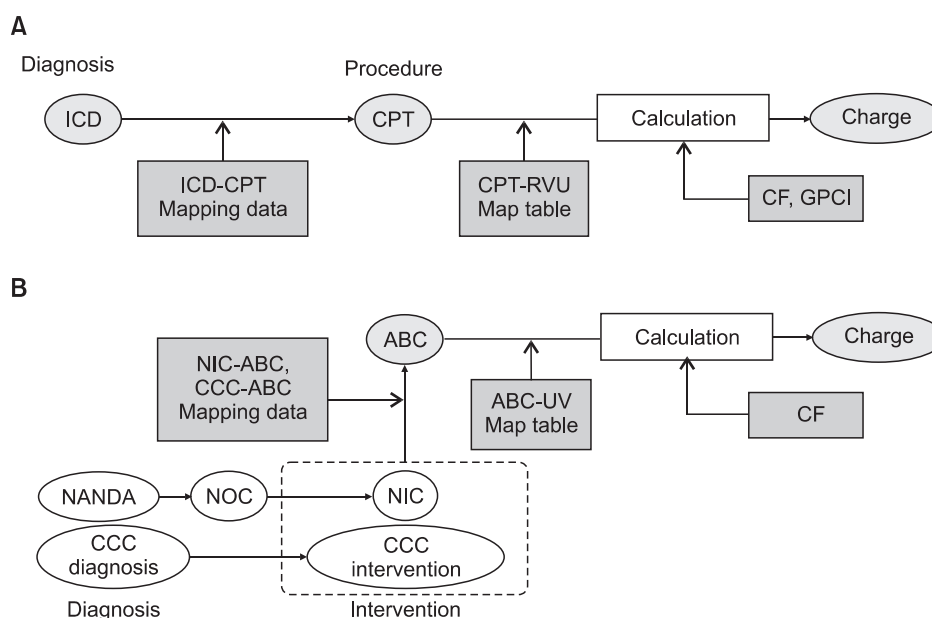 A
Diagnosis
Procedure
ICD
CPT
Calculation
Charge
ICD-CPT
Mapping data
CPT-RVU
Map table
CF, GPCI
B
ABC
Calculation
Charge
NIC-ABC,
CCC-ABC
Mapping data
ABC-UV
Map table
CF
NANDA
NOC
NIC
CCC
diagnosis
CCC
intervention
Diagnosis
Intervention